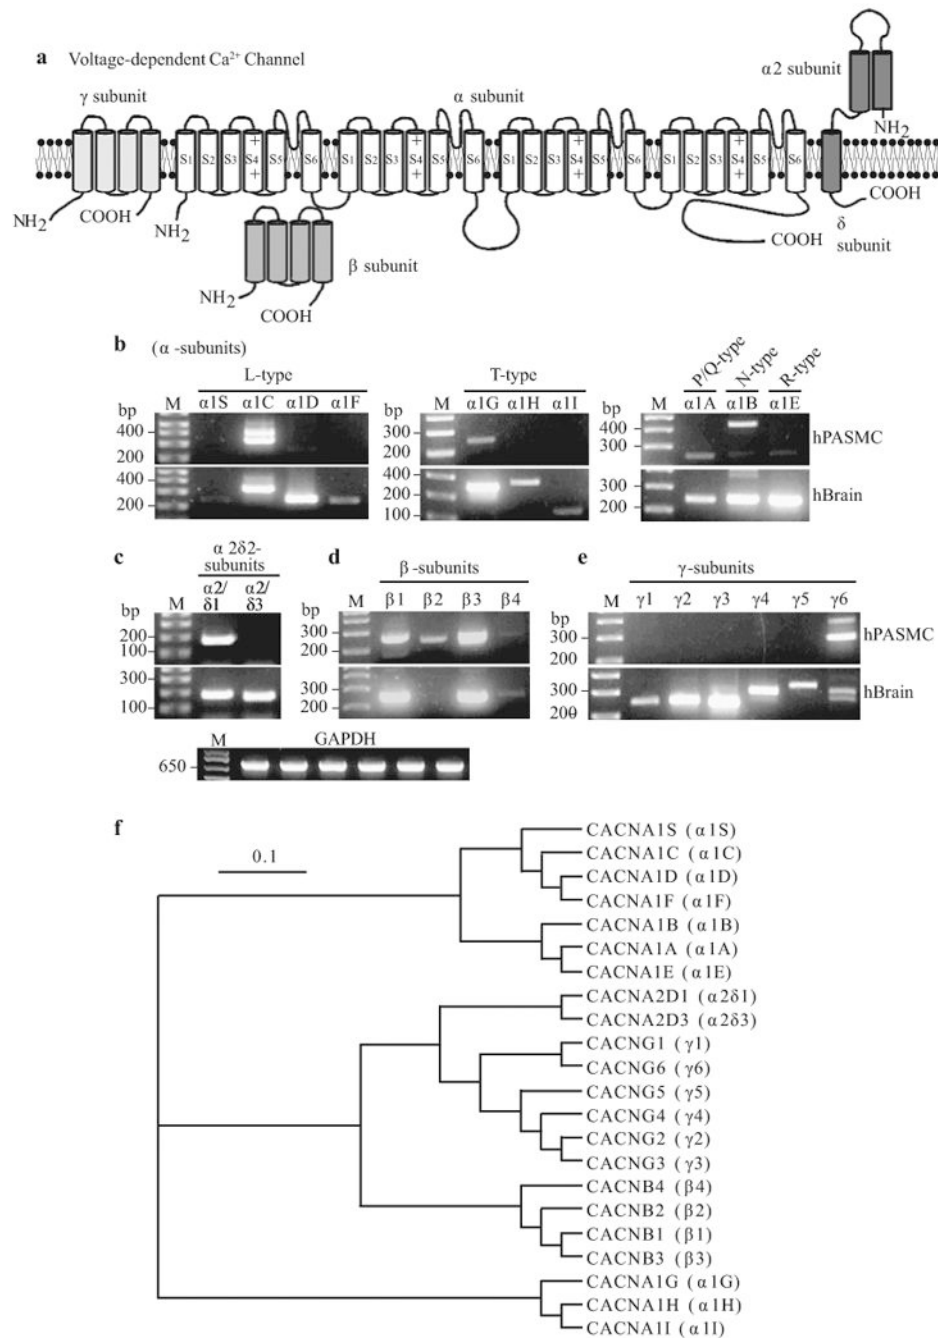 a Voltage-dependent Ca²⁺ Channel
α2 subunit
γ subunit
α subunit
NH₂
S1 S2 S3 + S4 + S5 S6 S1 S2 S3 + S4 + S5 S6 S1 S2 S3 + S4 + S5 S6 S1 S2 S3 + S4 + S5 S6
NH₂ COOH NH₂
COOH
COOH
δ subunit
β subunit
NH₂
COOH
b (α -subunits)
L-type
T-type
P/Q-type
N-type
R-type
bp M α1S α1C α1D α1F
400
200
400
200
bp M α1G α1H α1I
300
200
400
200
100
bp M α1A α1B α1E
400
300
hPASMC
300
200
hBrain
c α 2δ2-
subunits
bp M α2/δ1 α2/δ3
200
100
300
100
d β -subunits
bp M β1 β2 β3 β4
300
200
300
200
e γ-subunits
bp M γ1 γ2 γ3 γ4 γ5 γ6
300
200
hPASMC
300
200
hBrain
M GAPDH
650
f
0.1
CACNA1S (α1S)
CACNA1C (α1C)
CACNA1D (α1D)
CACNA1F (α1F)
CACNA1B (α1B)
CACNA1A (α1A)
CACNA1E (α1E)
CACNA2D1 (α2δ1)
CACNA2D3 (α2δ3)
CACNG1 (γ1)
CACNG6 (γ6)
CACNG5 (γ5)
CACNG4 (γ4)
CACNG2 (γ2)
CACNG3 (γ3)
CACNB4 (β4)
CACNB2 (β2)
CACNB1 (β1)
CACNB3 (β3)
CACNA1G (α1G)
CACNA1H (α1H)
CACNA1I (α1I)